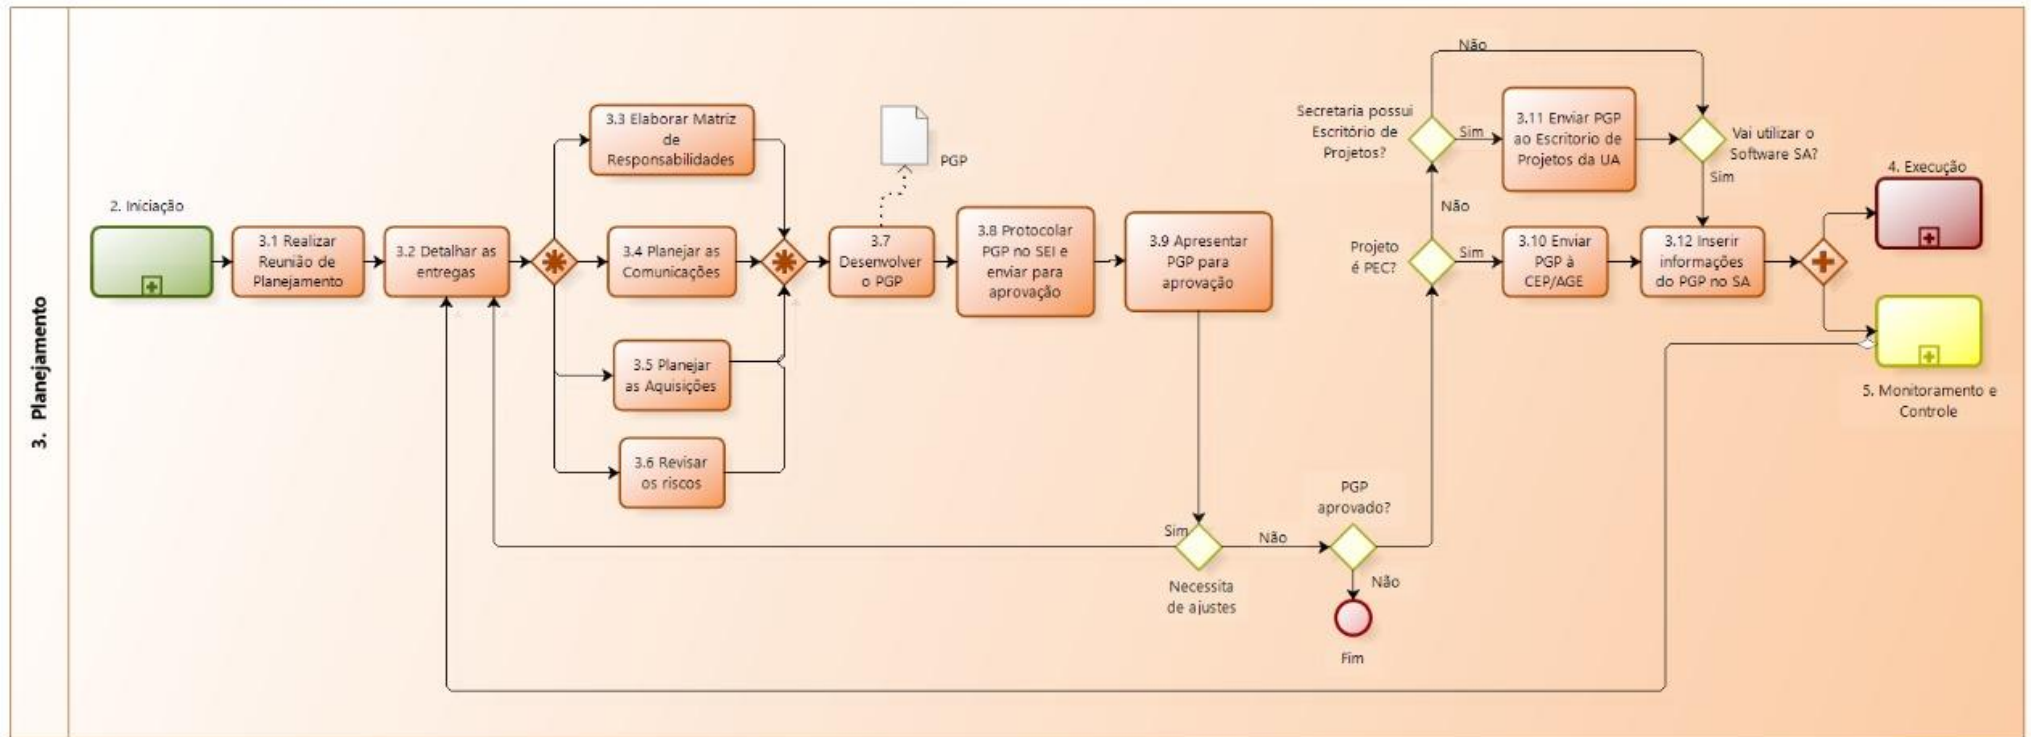 3. Planejamento
2. Iniciação
3.1 Realizar
Reunião de
Planejamento
3.2 Detalhar as
entregas
3.3 Elaborar Matriz
de
Responsabilidades
3.4 Planejar as
Comunicações
3.5 Planejar
as Aquisições
3.6 Revisar
os riscos
PGP
3.7
Desenvolver
o PGP
3.8 Protocolar
PGP no SEI e
enviar para
aprovação
3.9 Apresentar
PGP para
aprovação
Sim
Necessita
de ajustes
Não
PGP
aprovado?
Não
Fim
Projeto
é PEC?
Sim
Não
Secretaria possui
Escritório de
Projetos?
Não
Sim
3.11 Enviar PGP
ao Escritorio de
Projetos da UA
Vai utilizar o
Software SA?
Sim
3.10 Enviar
PGP à
CEP/AGE
3.12 Inserir
informações
do PGP no SA
4. Execução
5. Monitoramento e
Controle